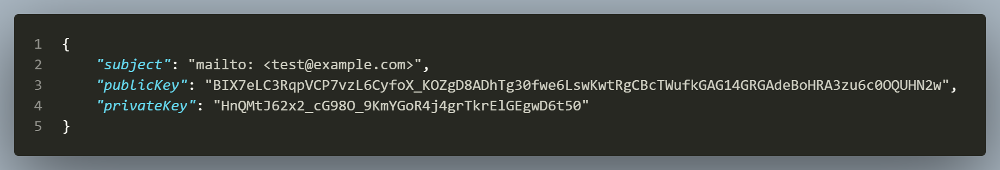 1 {
2 "subject": "mailto: <test@example.com>",
3 "publicKey": "BIX7eLC3RqpVCP7vzL6CyfoX_KOZgD8ADhTg30fwe6LswKwtRgCBcTWufkGAG14GRGAdeBoHRA3zu6c0OQUHN2w",
4 "privateKey": "HnQMtJ62x2_cG98O_9KmYGoR4j4grTkrElGEgwD6t50"
5 }